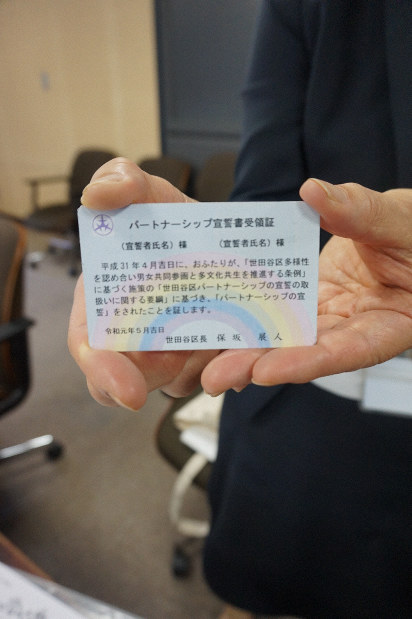 パートナーシップ宣誓書受領証
（宣誓者氏名）様　（宣誓者氏名）様
平成31年4月吉日に、おふたりが、「世田谷区多様性
を認め合い男女共同参画と多文化共生を推進する条例」
に基づく施策の「世田谷区パートナーシップの宣誓の取
扱いに関する要綱」に基づき、「パートナーシップの宣
誓」をされたことを証します。
令和元年5月吉日
世田谷区長　保坂　展人